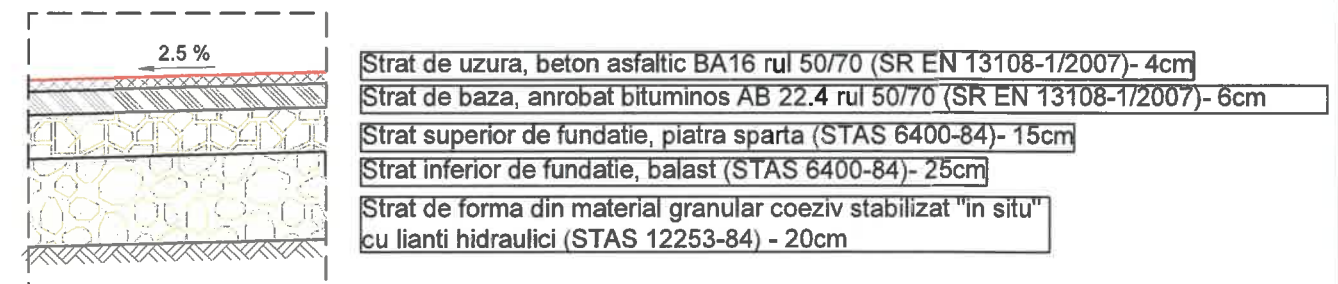 2.5 %
Strat de uzura, beton asfaltic BA16 rul 50/70 (SR EN 13108-1/2007)- 4cm
Strat de baza, anrobat bituminos AB 22.4 rul 50/70 (SR EN 13108-1/2007)- 6cm
Strat superior de fundatie, piatra sparta (STAS 6400-84)- 15cm
Strat inferior de fundatie, balast (STAS 6400-84)- 25cm
Strat de forma din material granular coeziv stabilizat "in situ"
cu lianti hidraulici (STAS 12253-84) - 20cm